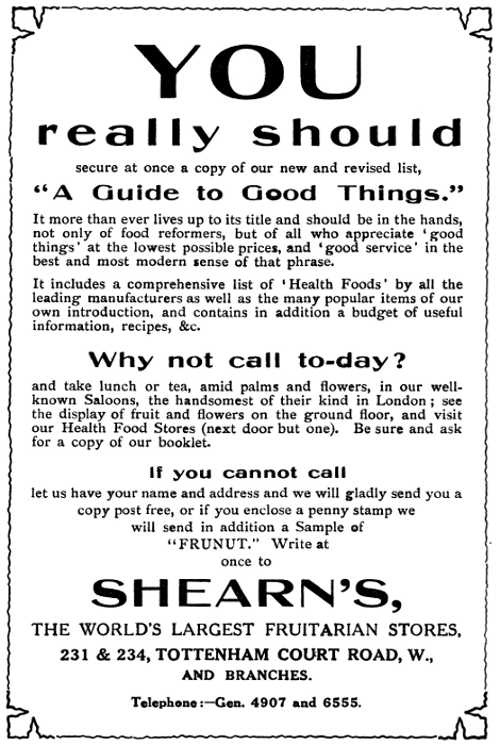 YOU
really should
secure at once a copy of our new and revised list,
"A Guide to Good Things."
It more than ever lives up to its title and should be in the hands,
not only of food reformers, but of all who appreciate 'good
things' at the lowest possible prices, and 'good service' in the
best and most modern sense of that phrase.
It includes a comprehensive list of 'Health Foods' by all the
leading manufacturers as well as the many popular items of our
own introduction, and contains in addition a budget of useful
information, recipes, &c.
Why not call to-day?
and take lunch or tea, amid palms and flowers, in our well-
known Saloons, the handsomest of their kind in London; see
the display of fruit and flowers on the ground floor, and visit
our Health Food Stores (next door but one). Be sure and ask
for a copy of our booklet.
If you cannot call
let us have your name and address and we will gladly send you a
copy post free, or if you enclose a penny stamp we
will send in addition a Sample of
"FRUNUT." Write at
once to
SHEARN'S,
THE WORLD'S LARGEST FRUITARIAN STORES,
231 & 234, TOTTENHAM COURT ROAD, W.,
AND BRANCHES.
Telephone:—Gen. 4907 and 6555.